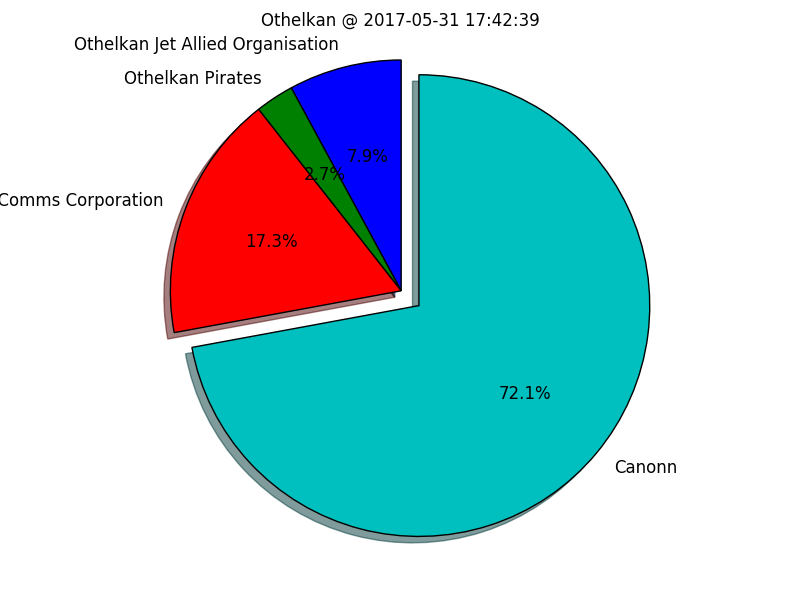 Othelkan @ 2017-05-31 17:42:39
Othelkan Jet Allied Organisation
Othelkan Pirates
7.9%
2.7%
Comms Corporation
17.3%
72.1%
Canonn